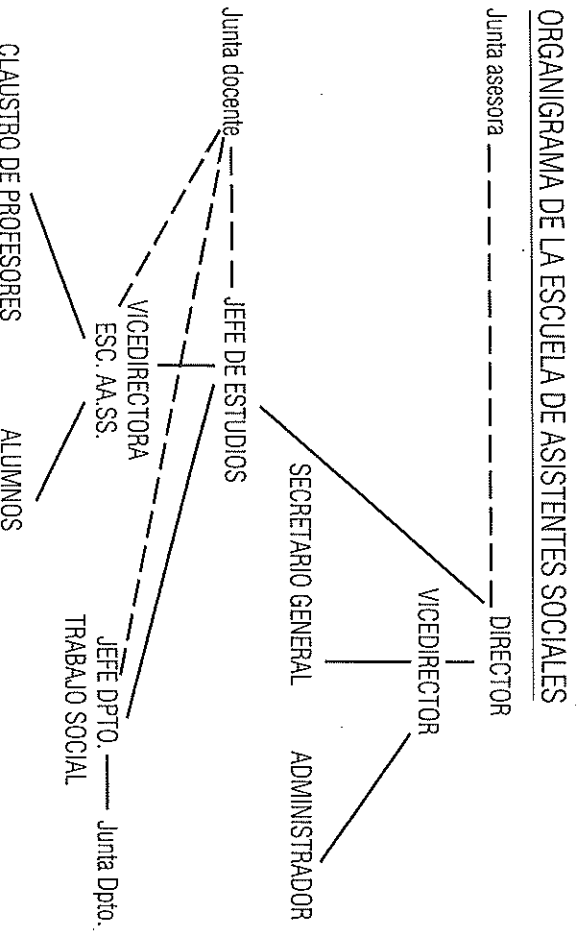 ORGANIGRAMA DE LA ESCUELA DE ASISTENTES SOCIALES
Junta asesora
DIRECTOR
VICEDIRECTOR
SECRETARIO GENERAL
ADMINISTRADOR
Junta docente
JEFE DE ESTUDIOS
VICEDIRECTORA
ESC. AA.SS.
JEFE DPTO.
TRABAJO SOCIAL
Junta Dpto.
CLAUSTRO DE PROFESORES
ALUMNOS